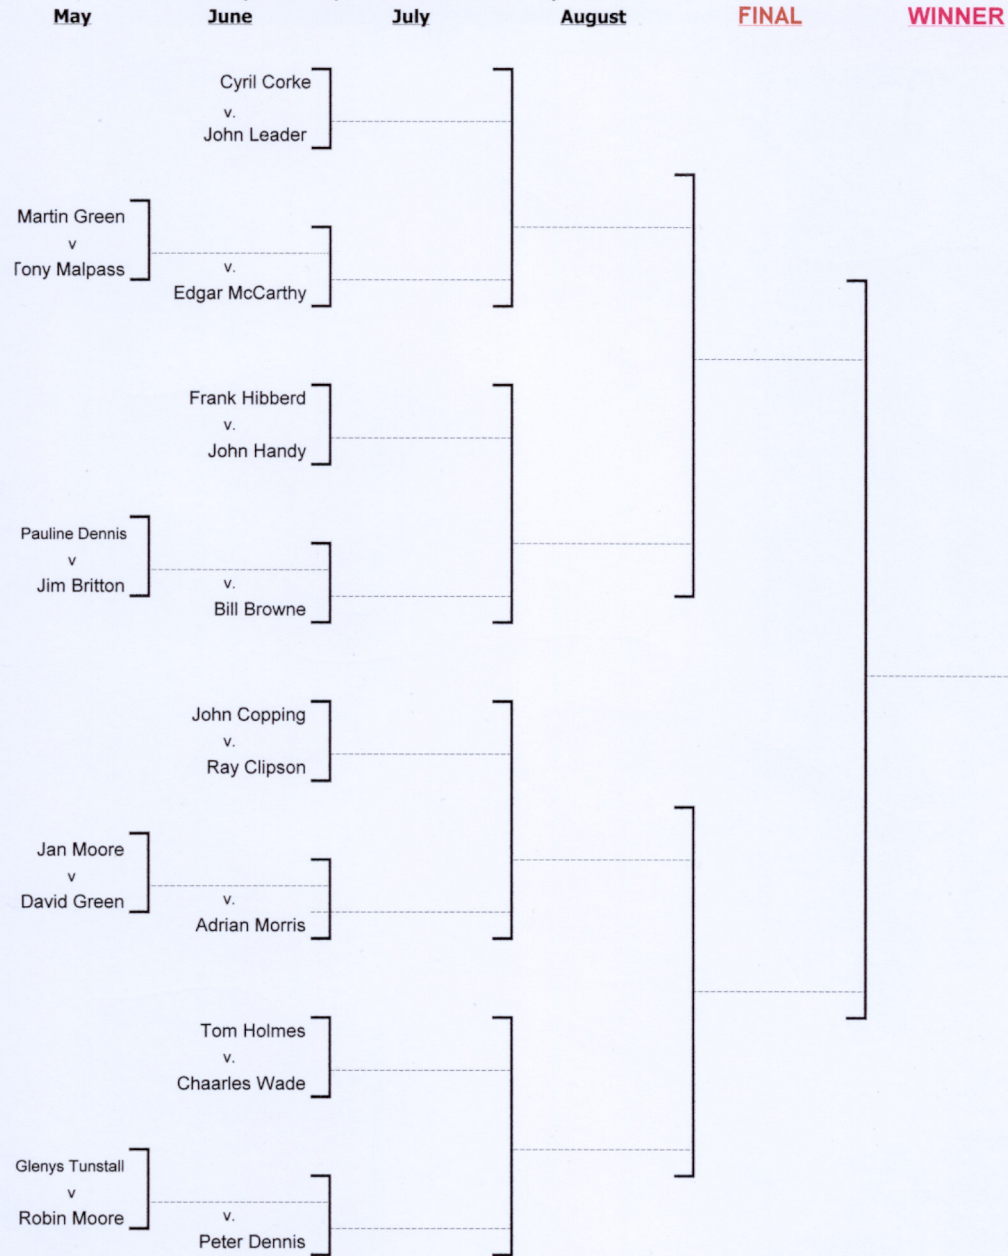 May June July August FINAL WINNER
Cyril Corke
v.
John Leader
Martin Green
v
Tony Malpass
v.
Edgar McCarthy
Frank Hibberd
v.
John Handy
Pauline Dennis
v
Jim Britton
v.
Bill Browne
John Copping
v.
Ray Clipson
Jan Moore
v
David Green
v.
Adrian Morris
Tom Holmes
v.
Chaarles Wade
Glenys Tunstall
v
Robin Moore
v.
Peter Dennis